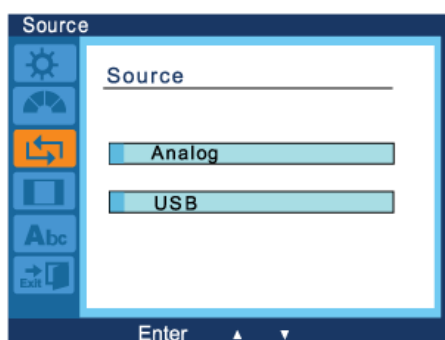 Source
Source
Analog
USB
Abc
Exit
Enter ▲ ▼